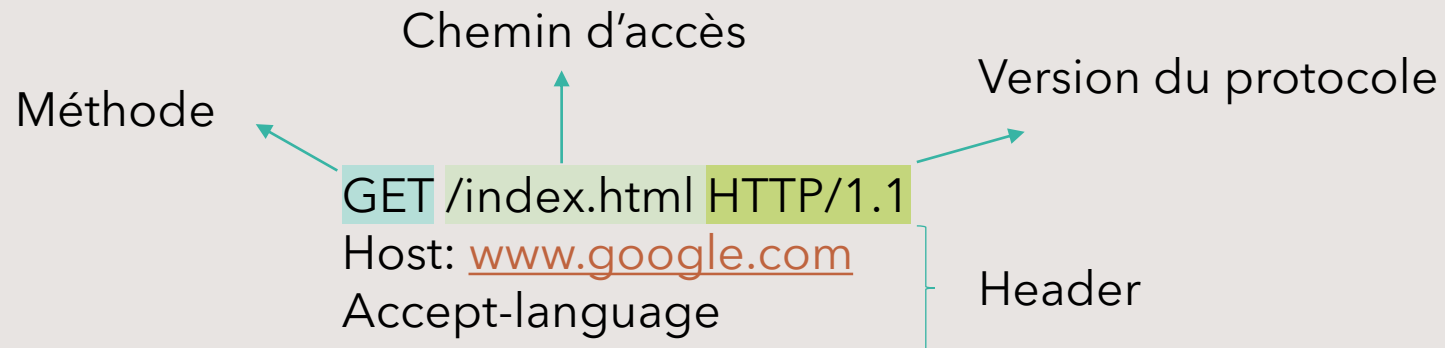 Chemin d'accès
Version du protocole
Méthode
GET /index.html HTTP/1.1
Host: www.google.com
Accept-language
Header